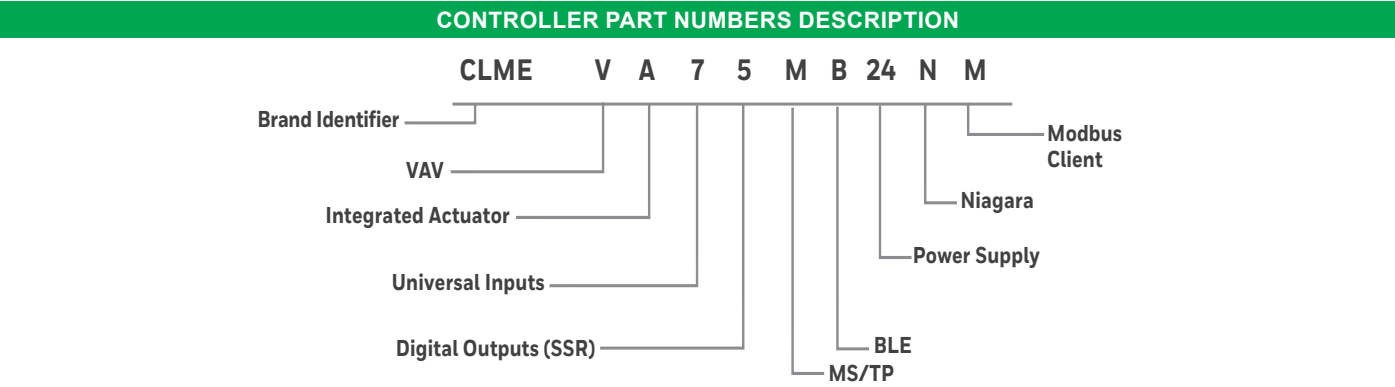 CONTROLLER PART NUMBERS DESCRIPTION
CLME V A 7 5 M B 24 N M
Brand Identifier
Modbus
Client
VAV
Niagara
Integrated Actuator
Power Supply
Universal Inputs
Digital Outputs (SSR)
BLE
MS/TP